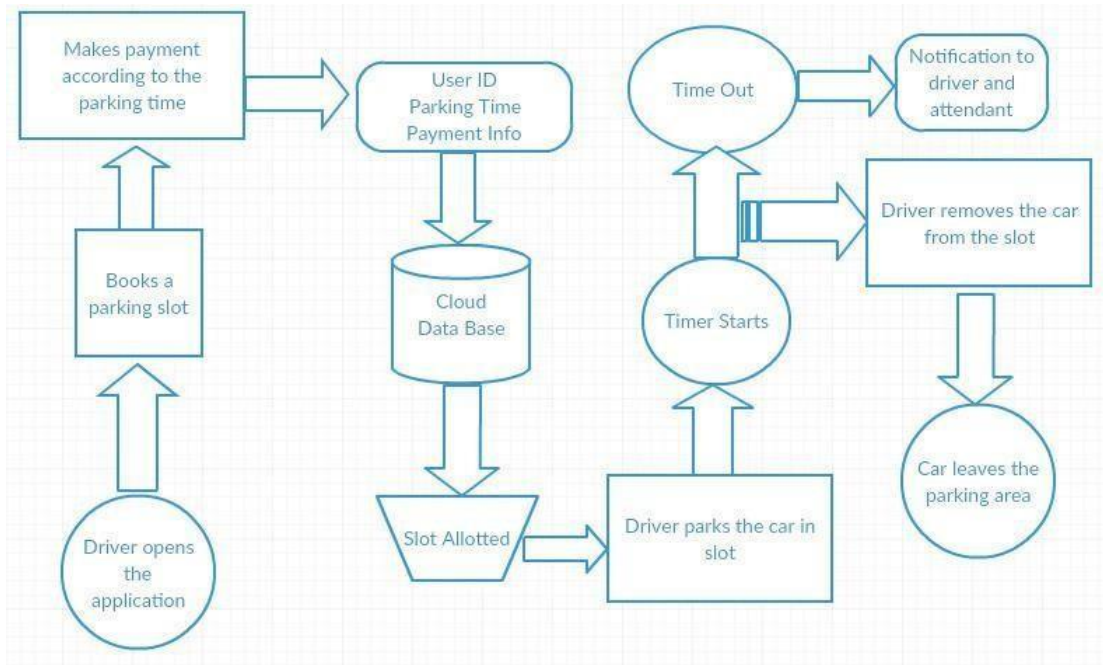 Makes payment
according to the
parking time
User ID
Parking Time
Payment Info
Time Out
Notification to
driver and
attendant
Books a
parking slot
Cloud
Data Base
Timer Starts
Driver removes the car
from the slot
Driver opens
the
application
Slot Allotted
Driver parks the car in
slot
Car leaves the
parking area